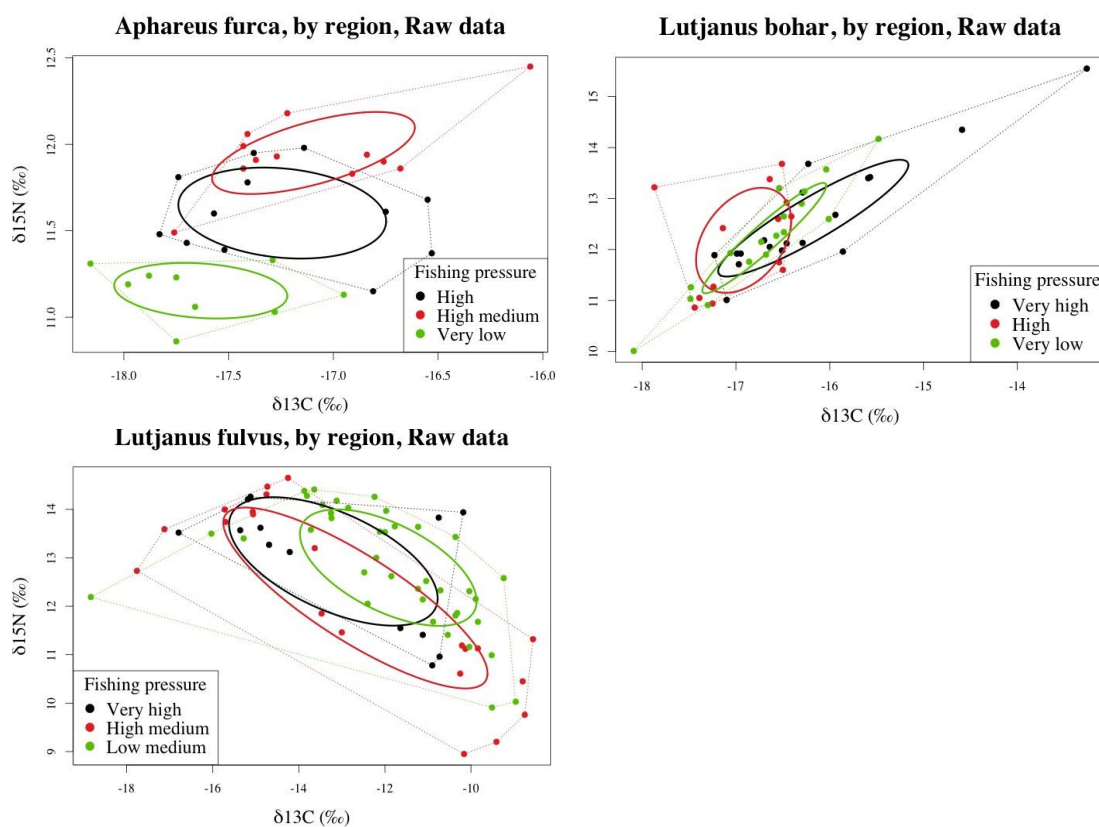 Aphareus furca, by region, Raw data
δ15N (‰)
12.5
12.0
11.5
11.0
Fishing pressure
High
High medium
Very low
-18.0 -17.5 -17.0 -16.5 -16.0
δ13C (‰)
Lutjanus bohar, by region, Raw data
δ15N (‰)
15
14
13
12
11
10
Fishing pressure
Very high
High
Very low
-18 -17 -16 -15 -14
δ13C (‰)
Lutjanus fulvus, by region, Raw data
δ15N (‰)
14
13
12
11
10
9
Fishing pressure
Very high
High medium
Low medium
-18 -16 -14 -12 -10
δ13C (‰)